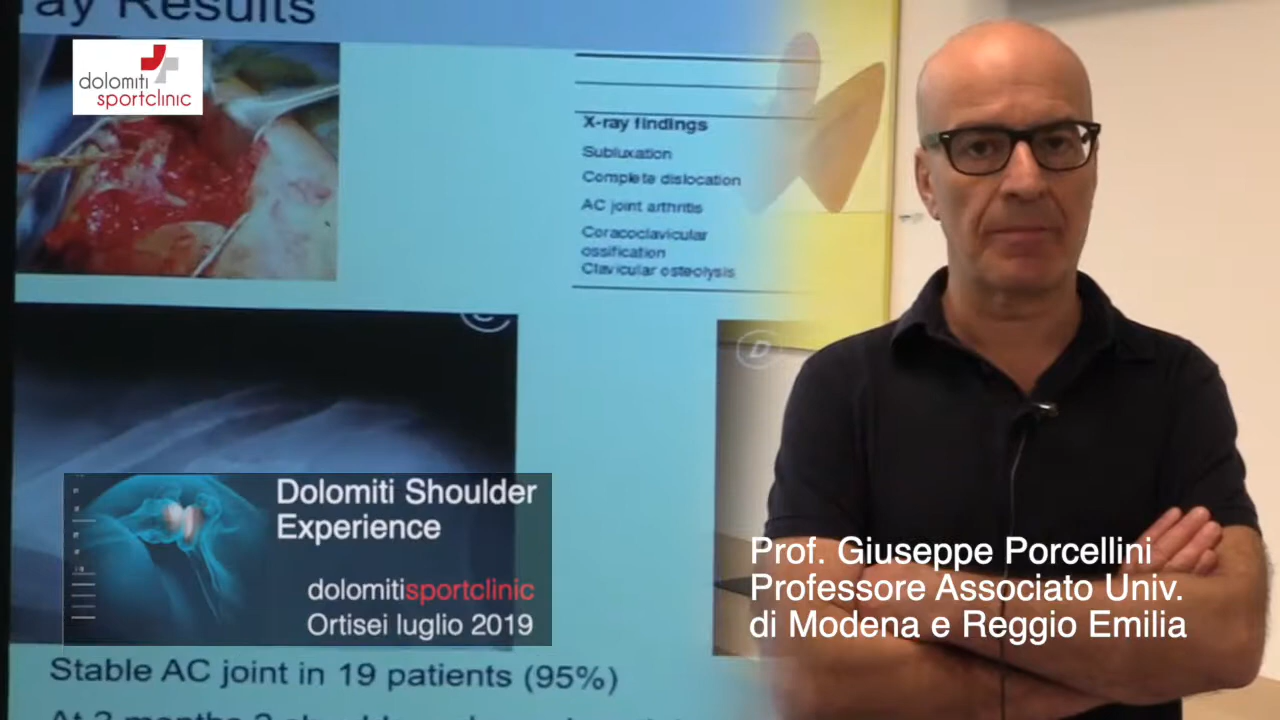 ray Results
dolomiti
sportclinic
X-ray findings
Subluxation
Complete dislocation
AC joint arthritis
Coracoclavicular
ossification
Clavicular osteolysis
C
D
Dolomiti Shoulder
Experience
dolomitisportclinic
Ortisei luglio 2019
Prof. Giuseppe Porcellini
Professore Associato Univ.
di Modena e Reggio Emilia
Stable AC joint in 19 patients (95%)